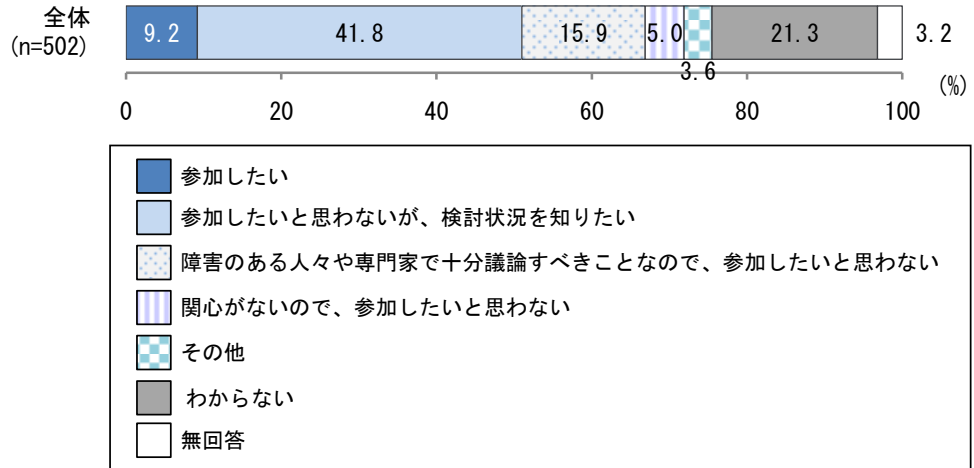 全体
(n=502)
9.2 41.8 15.9 5.0 3.6 21.3 3.2
(%)
0 20 40 60 80 100
参加したい
参加したいと思わないが、検討状況を知りたい
障害のある人々や専門家で十分議論すべきことなので、参加したいと思わない
関心がないので、参加したいと思わない
その他
わからない
無回答